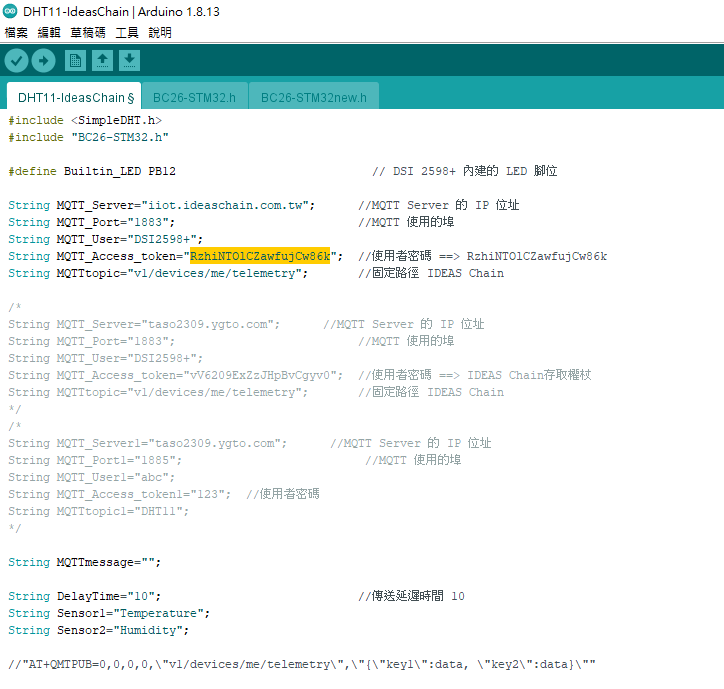 DHT11-IdeasChain | Arduino 1.8.13
檔案 編輯 草稿碼 工具 說明
DHT11-IdeasChain § BC26-STM32.h BC26-STM32new.h
#include <SimpleDHT.h>
#include "BC26-STM32.h"
#define Builtin_LED PB12 // DSI 2598+ 內建的 LED 腳位
String MQTT_Server="iiot.ideaschain.com.tw"; //MQTT Server 的 IP 位址
String MQTT_Port="1883"; //MQTT 使用的埠
String MQTT_User="DSI2598+";
String MQTT_Access_token="RzhiNTOlCZawfujCw86k"; //使用者密碼 ==> RzhiNTOlCZawfujCw86k
String MQTTtopic="v1/devices/me/telemetry"; //固定路徑 IDEAS Chain
/*
String MQTT_Server="taso2309.ygto.com"; //MQTT Server 的 IP 位址
String MQTT_Port="1883"; //MQTT 使用的埠
String MQTT_User="DSI2598+";
String MQTT_Access_token="vV6209ExZzJHpBvCgyv0"; //使用者密碼 ==> IDEAS Chain存取權杖
String MQTTtopic="v1/devices/me/telemetry"; //固定路徑 IDEAS Chain
*/
/*
String MQTT_Server1="taso2309.ygto.com"; //MQTT Server 的 IP 位址
String MQTT_Port1="1885"; //MQTT 使用的埠
String MQTT_User1="abc";
String MQTT_Access_token1="123"; //使用者密碼
String MQTTtopic1="DHT11";
*/
String MQTTmessage="";
String DelayTime="10"; //傳送延遲時間 10
String Sensor1="Temperature";
String Sensor2="Humidity";
//"AT+QMTPUB=0,0,0,0,\"v1/devices/me/telemetry\",\"{\"key1\":data, \"key2\":data}\""